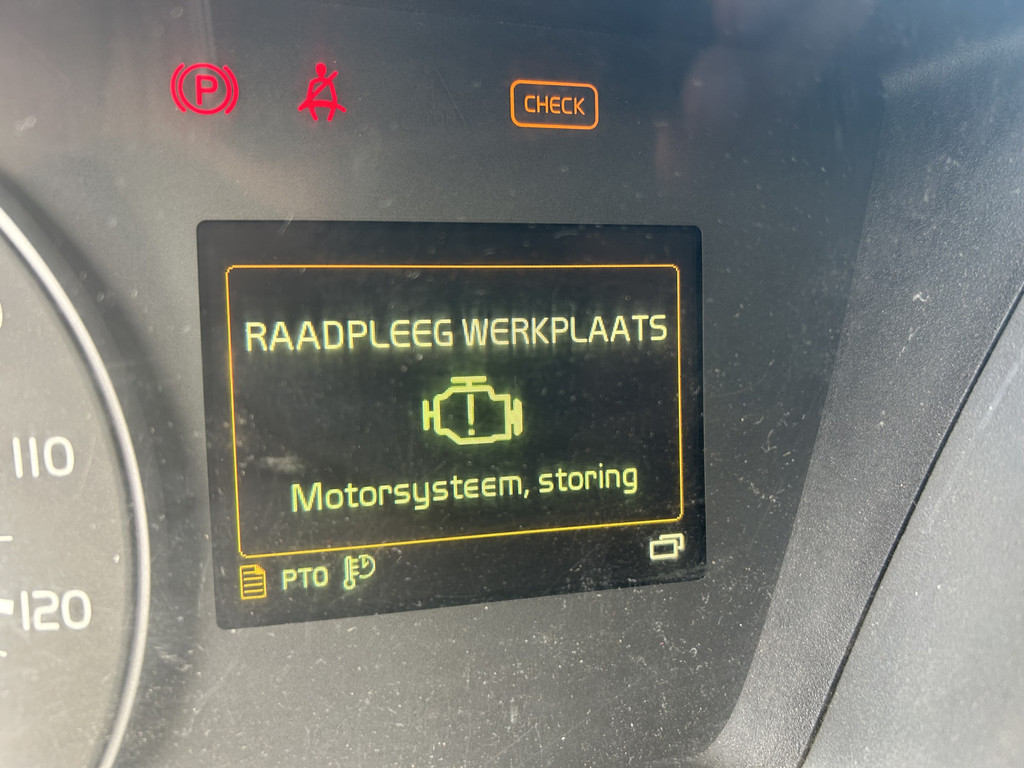 P
CHECK
RAADPLEEG WERKPLAATS
!
Motorsysteem, storing
PTO
110
120